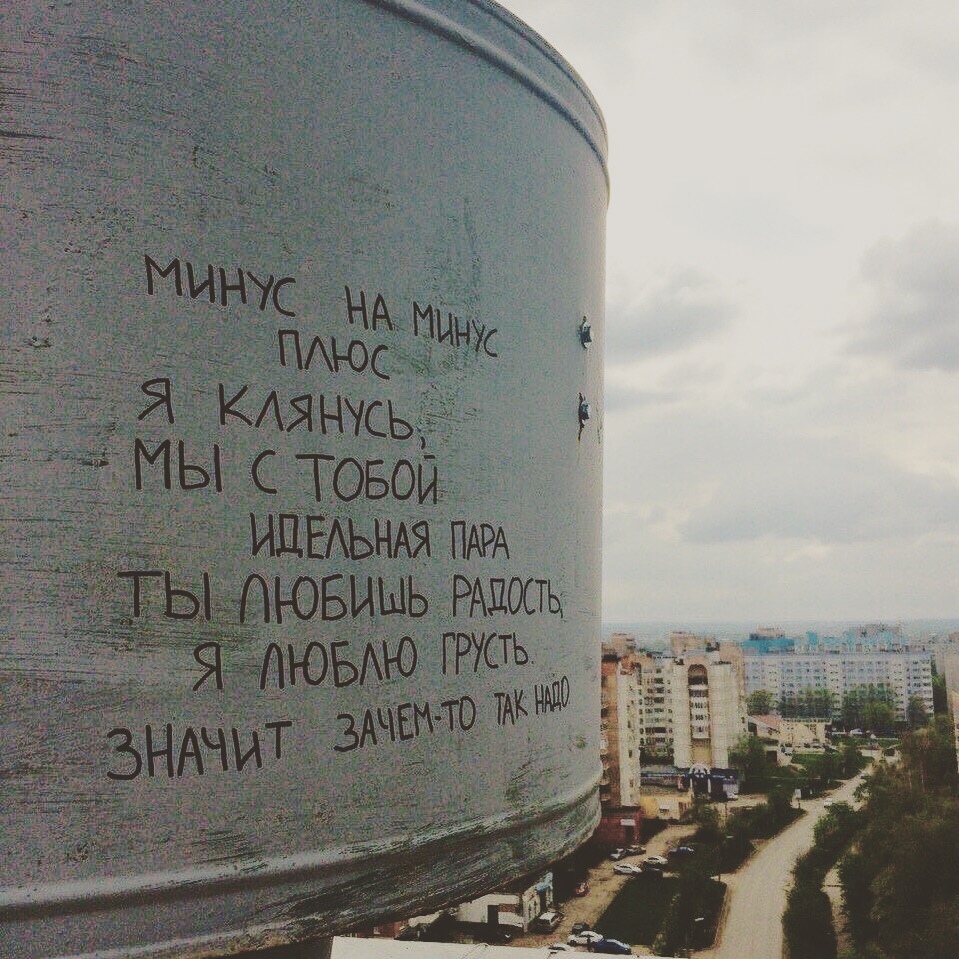 МИНУС НА МИНУС
ПЛЮС
Я КЛЯНУСЬ,
МЫ С ТОБОЙ
ИДЕЛЬНАЯ ПАРА
ТЫ ЛЮБИШЬ РАДОСТЬ,
Я ЛЮБЛЮ ГРУСТЬ.
ЗНАЧИТ ЗАЧЕМ-ТО ТАК НАДО